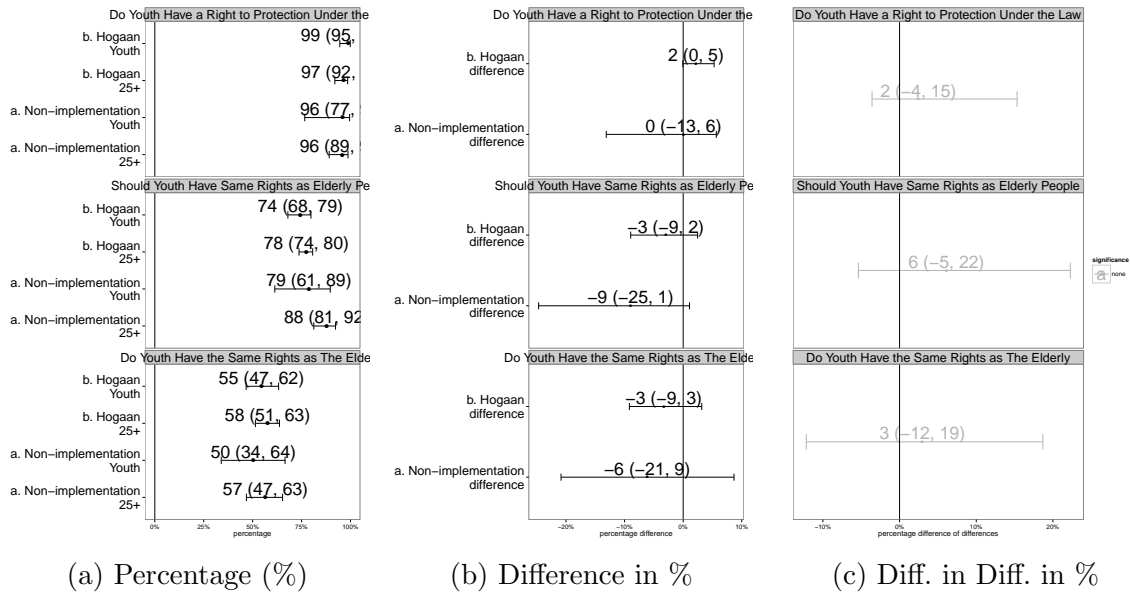 Do Youth Have a Right to Protection Under the
b. Hogaan
Youth
99 (95,
b. Hogaan
25+
97 (92,
a. Non−implementation
Youth
96 (77,
a. Non−implementation
25+
96 (89,
Should Youth Have Same Rights as Elderly Pe
b. Hogaan
Youth
74 (68, 79)
b. Hogaan
25+
78 (74, 80)
a. Non−implementation
Youth
79 (61, 89)
a. Non−implementation
25+
88 (81, 92
Do Youth Have the Same Rights as The Elde
b. Hogaan
Youth
55 (47, 62)
b. Hogaan
25+
58 (51, 63)
a. Non−implementation
Youth
50 (34, 64)
a. Non−implementation
25+
57 (47, 63)
0% 25% 50% 75% 100%
percentage
(a) Percentage (%)
Do Youth Have a Right to Protection Under the
b. Hogaan
difference
2 (0, 5)
a. Non−implementation
difference
0 (−13, 6)
Should Youth Have Same Rights as Elderly Pe
b. Hogaan
difference
−3 (−9, 2)
a. Non−implementation
difference
−9 (−25, 1)
Do Youth Have the Same Rights as The Elde
b. Hogaan
difference
−3 (−9, 3)
a. Non−implementation
difference
−6 (−21, 9)
−20% −10% 0% 10%
percentage difference
(b) Difference in %
Do Youth Have a Right to Protection Under the Law
2 (−4, 15)
Should Youth Have Same Rights as Elderly People
6 (−5, 22)
Do Youth Have the Same Rights as The Elderly
3 (−12, 19)
−10% 0% 10% 20%
percentage difference of differences
significance
a none
(c) Diff. in Diff. in %